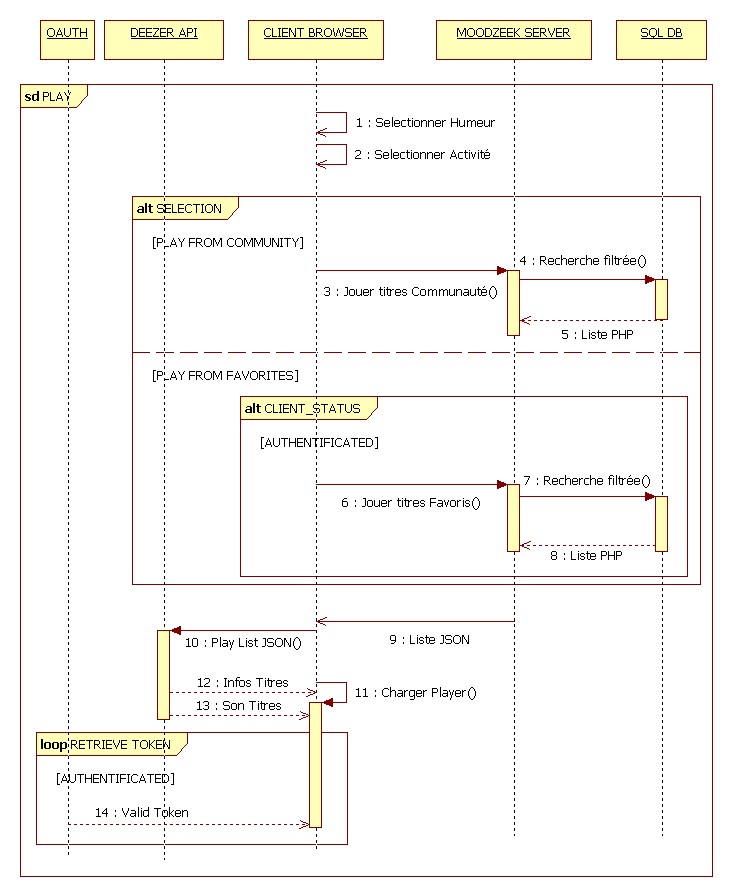 OAUTH
DEEZER API
CLIENT BROWSER
MOODZEEK SERVER
SQL DB
sd PLAY
1 : Selectionner Humeur
2 : Selectionner Activité
alt SELECTION
[PLAY FROM COMMUNITY]
4 : Recherche filtrée()
3 : Jouer titres Communauté()
5 : Liste PHP
[PLAY FROM FAVORITES]
alt CLIENT_STATUS
[AUTHENTIFICATED]
7 : Recherche filtrée()
6 : Jouer titres Favoris()
8 : Liste PHP
9 : Liste JSON
10 : Play List JSON()
12 : Infos Titres
11 : Charger Player()
13 : Son Titres
loop RETRIEVE TOKEN
[AUTHENTIFICATED]
14 : Valid Token